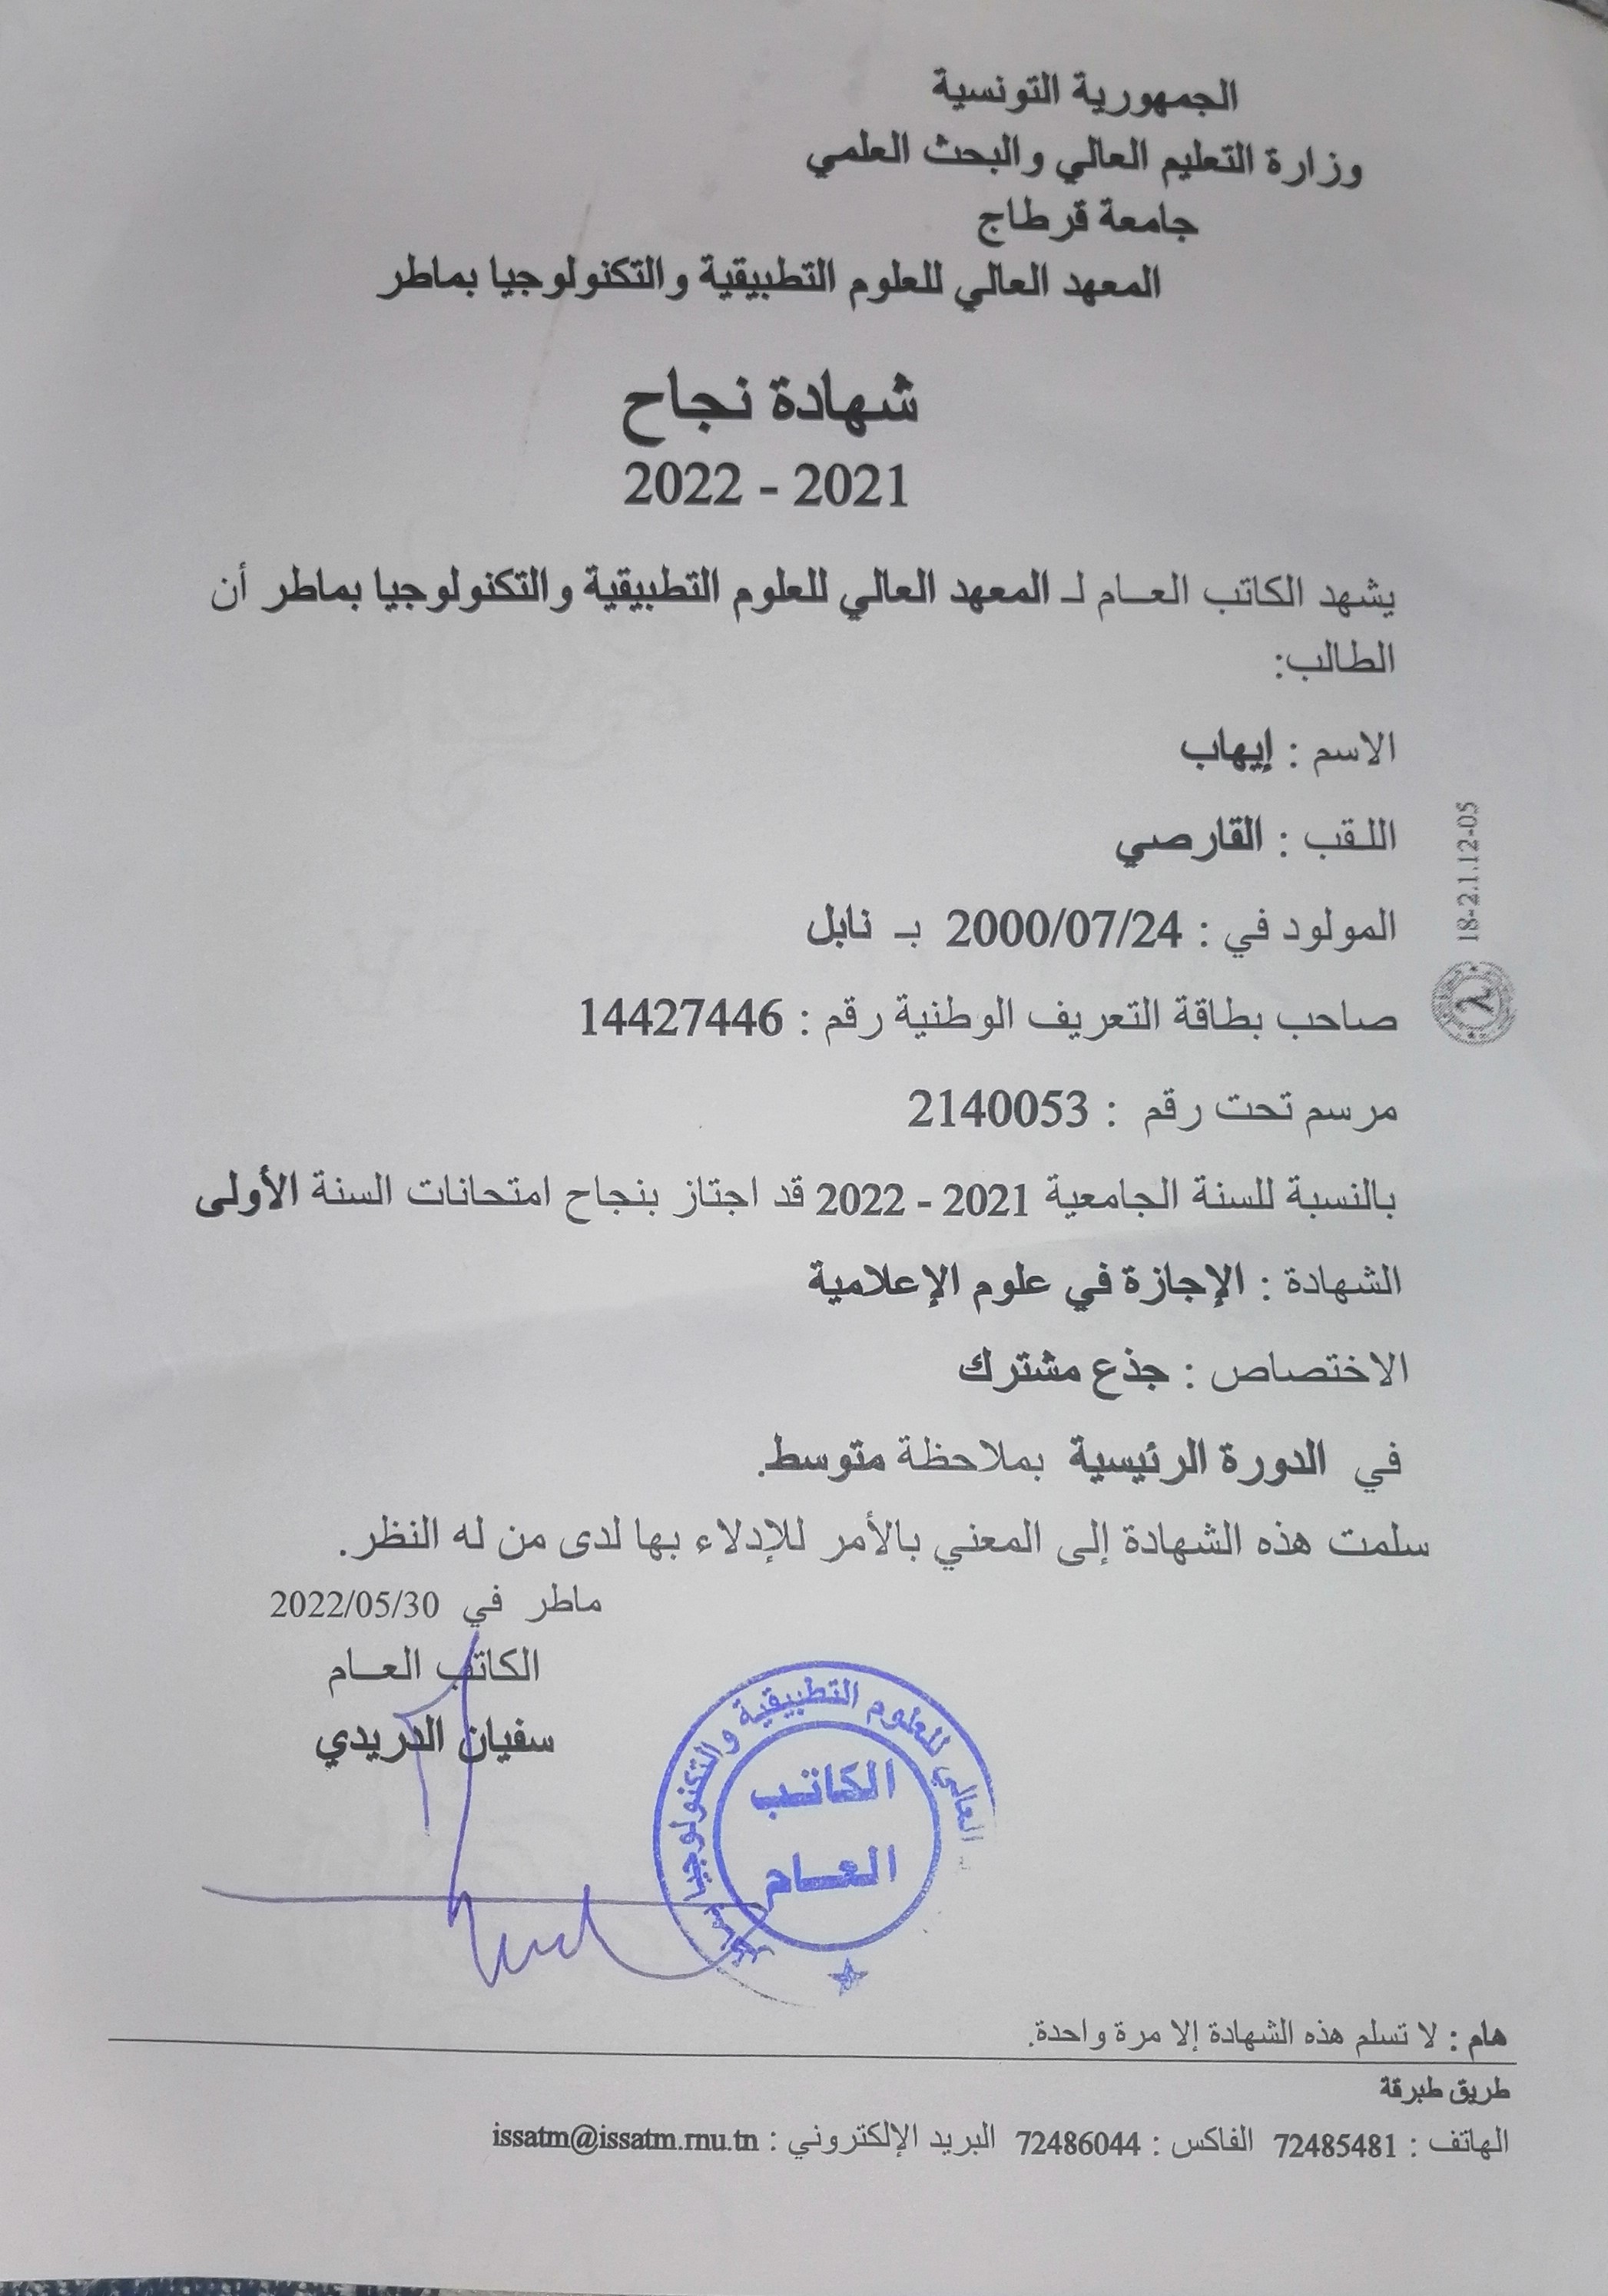 الجمهورية التونسية
وزارة التعليم العالي والبحث العلمي
جامعة قرطاج
المعهد العالي للعلوم التطبيقية والتكنولوجيا بماطر
شهادة نجاح
2021 - 2022
يشهد الكاتب العـام لـ المعهد العالي للعلوم التطبيقية والتكنولوجيا بماطر أن
الطالب:
الاسم : إيهاب
اللـقب : القارصي
المولود في : 2000/07/24 بـ نابل
صاحب بطاقة التعريف الوطنية رقم : 14427446
مرسم تحت رقم : 2140053
بالنسبة للسنة الجامعية 2021 - 2022 قد اجتاز بنجاح امتحانات السنة الأولى
الشهادة : الإجازة في علوم الإعلامية
الاختصاص : جذع مشترك
في الدورة الرئيسية بملاحظة متوسط.
سلمت هذه الشهادة إلى المعني بالأمر للإدلاء بها لدى من له النظر.
ماطر في 2022/05/30
الكاتب العـام
سفيان الدريدي
العالي للعلوم التطبيقية والتكنولوجيا بماطر
الكاتب
العـام
18-2.1.12-05
هام : لا تسلم هذه الشهادة إلا مرة واحدة.
طريق طبرقة
الهاتف : 72485481 الفاكس : 72486044 البريد الإلكتروني : issatm@issatm.rnu.tn